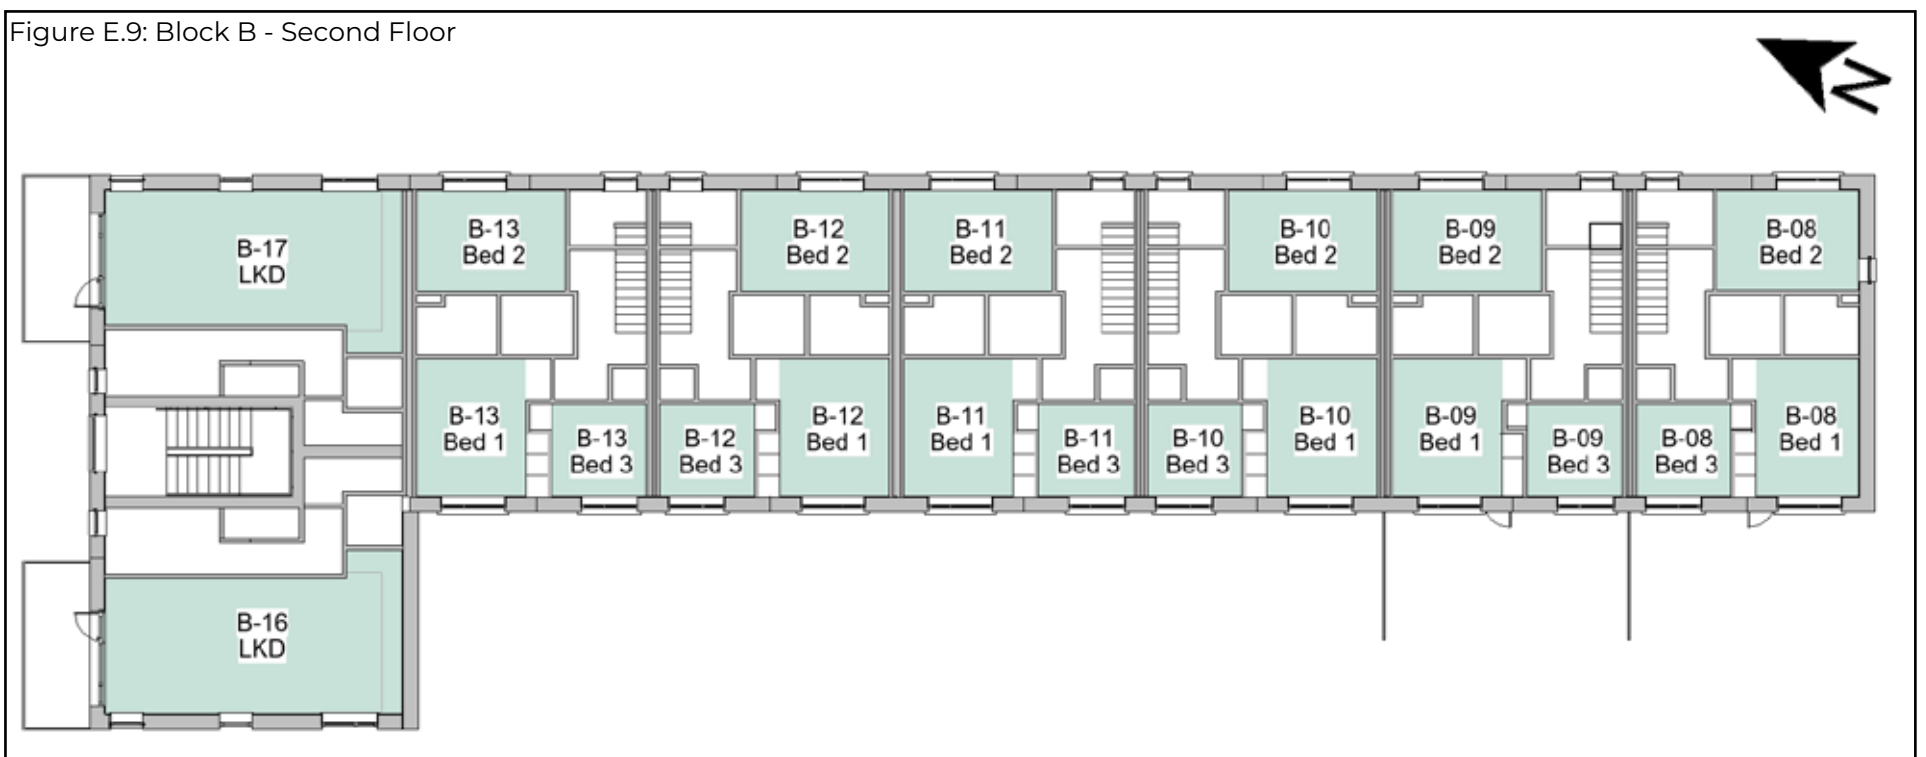 Figure E.9: Block B - Second Floor
N
B-17
LKD
B-13
Bed 2
B-12
Bed 2
B-11
Bed 2
B-10
Bed 2
B-09
Bed 2
B-08
Bed 2
B-13
Bed 1
B-13
Bed 3
B-12
Bed 3
B-12
Bed 1
B-11
Bed 1
B-11
Bed 3
B-10
Bed 3
B-10
Bed 1
B-09
Bed 1
B-09
Bed 3
B-08
Bed 3
B-08
Bed 1
B-16
LKD